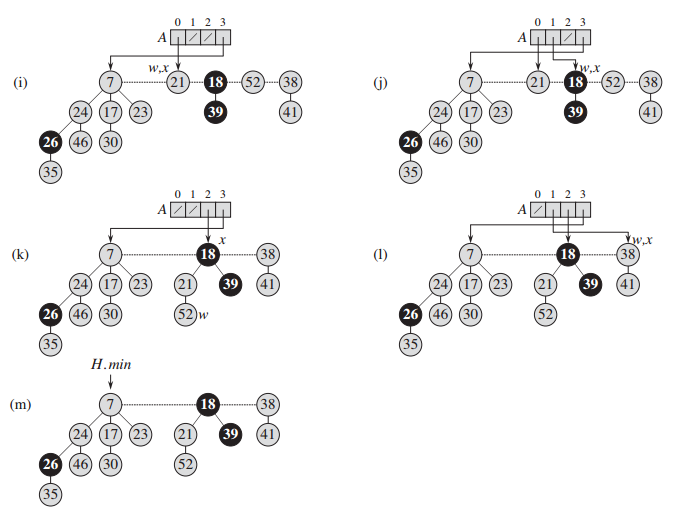 0 1 2 3
A
w,x
(i) 7 21 18 52 38
24 17 23 39 41
26 46 30
35
0 1 2 3
A
w,x
(j) 7 21 18 52 38
24 17 23 39 41
26 46 30
35
0 1 2 3
A
x
(k) 7 18 38
24 17 23 21 39 41
26 46 30 52 w
35
0 1 2 3
A
w,x
(l) 7 18 38
24 17 23 21 39 41
26 46 30 52
35
H.min
(m) 7 18 38
24 17 23 21 39 41
26 46 30 52
35